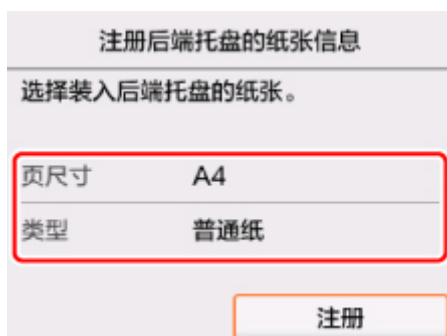 注册后端托盘的纸张信息
选择装入后端托盘的纸张。
页尺寸 A4
类型 普通纸
注册